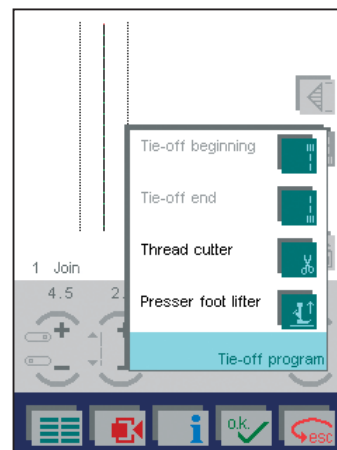 Tie-off beginning
Tie-off end
Thread cutter
1 Join
Presser foot lifter
4.5 2.
Tie-off program
i o.k. esc